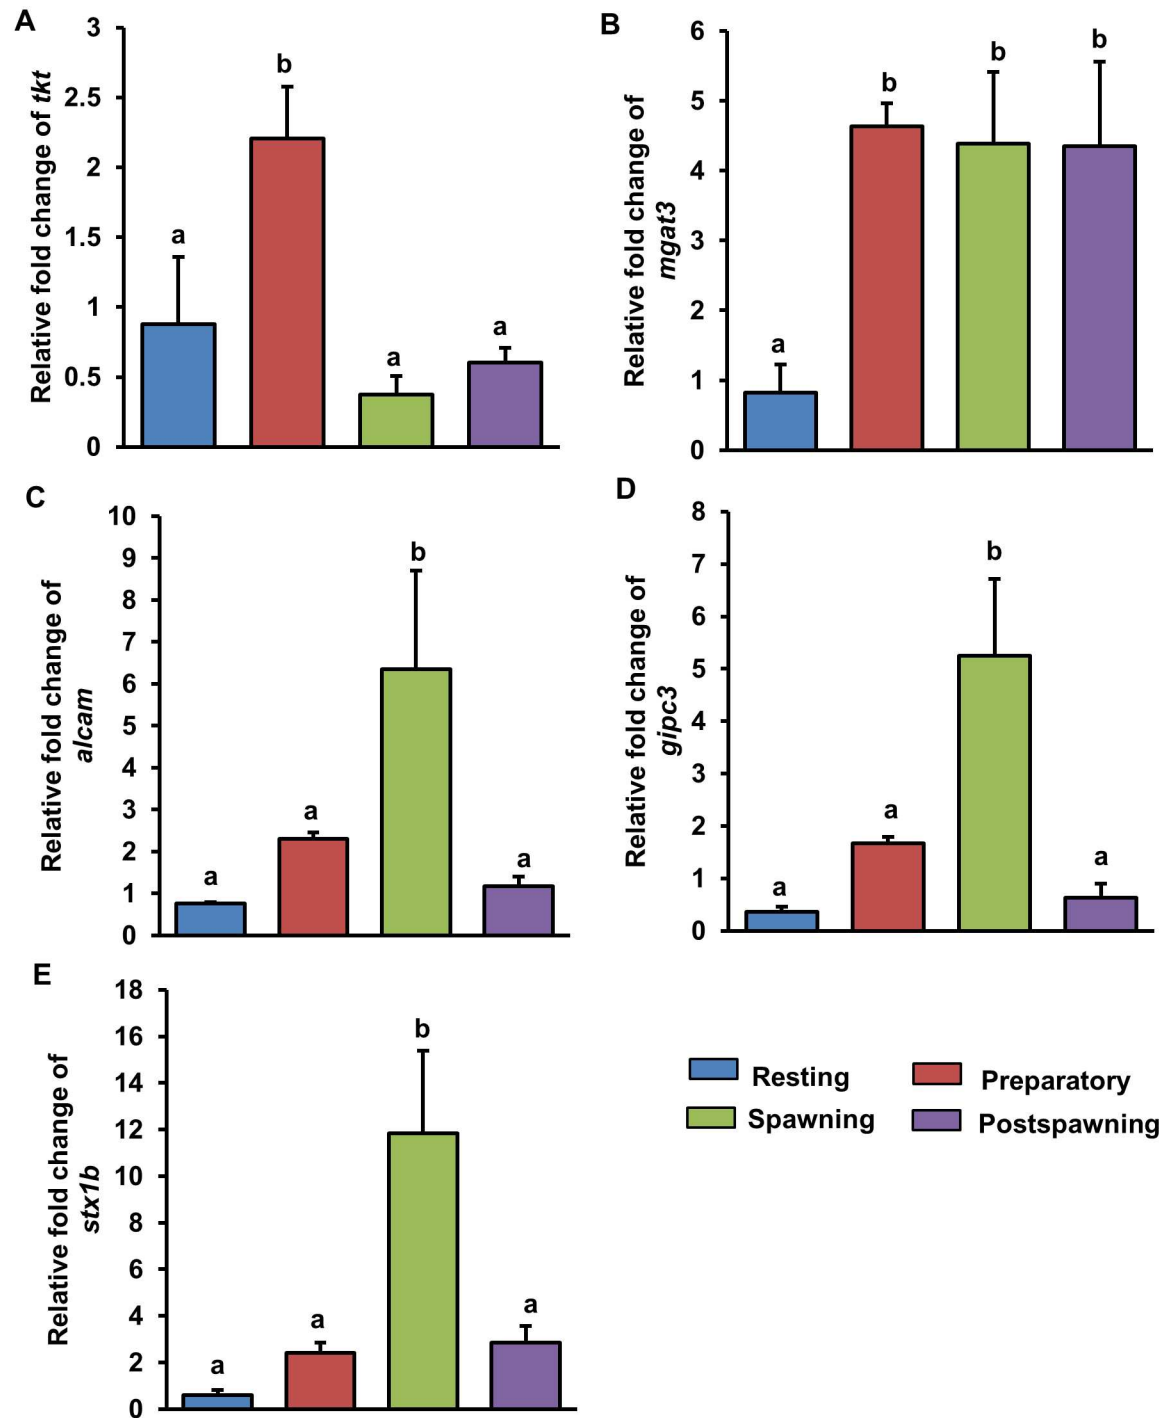 A
Relative fold change of tkt
3
2.5
2
1.5
1
0.5
0
a
b
a
a
B
Relative fold change of
mgat3
6
5
4
3
2
1
0
a
b
b
b
C
Relative fold change of
alcam
10
9
8
7
6
5
4
3
2
1
0
a
a
b
a
D
Relative fold change of
gipc3
8
7
6
5
4
3
2
1
0
a
a
b
a
E
Relative fold change of
stx1b
18
16
14
12
10
8
6
4
2
0
a
a
b
a
Resting
Preparatory
Spawning
Postspawning